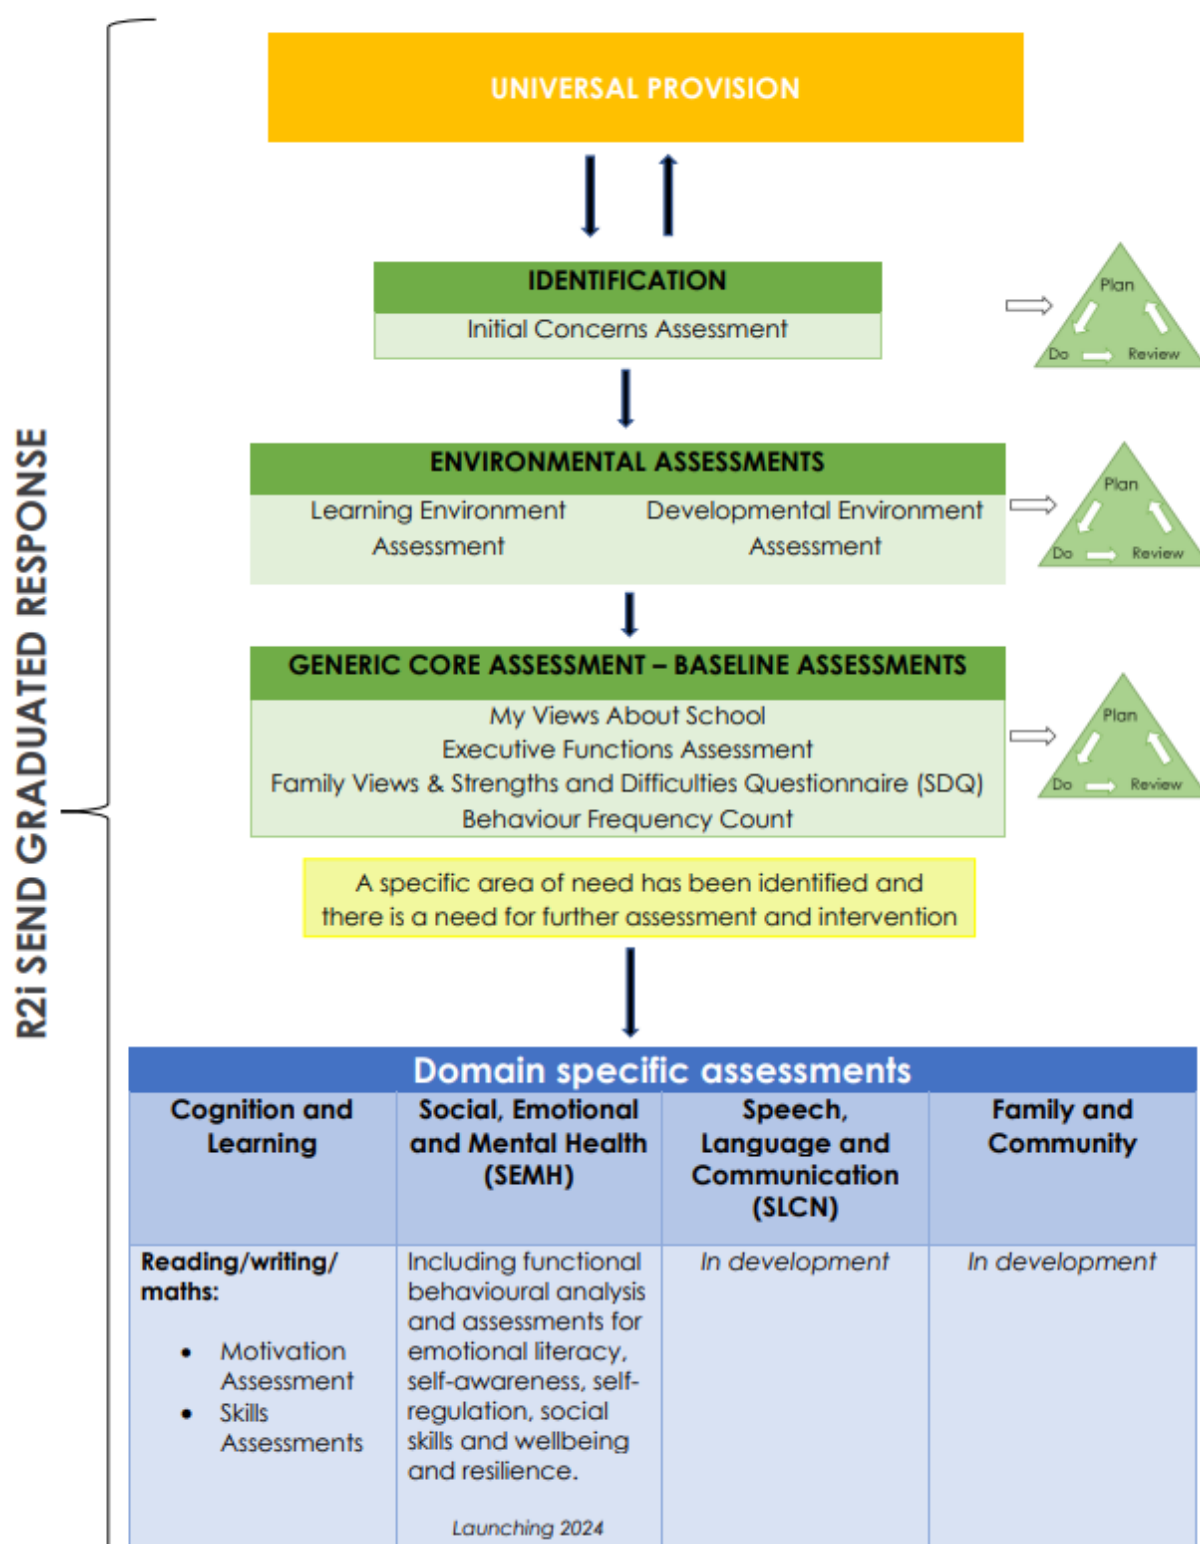 R2i SEND GRADUATED RESPONSE
UNIVERSAL PROVISION
IDENTIFICATION
Initial Concerns Assessment
Plan
Do
Review
ENVIRONMENTAL ASSESSMENTS
Learning Environment
Assessment
Developmental Environment
Assessment
Plan
Do
Review
GENERIC CORE ASSESSMENT – BASELINE ASSESSMENTS
My Views About School
Executive Functions Assessment
Family Views & Strengths and Difficulties Questionnaire (SDQ)
Behaviour Frequency Count
Plan
Do
Review
A specific area of need has been identified and
there is a need for further assessment and intervention
Domain specific assessments
Cognition and
Learning
Social, Emotional
and Mental Health
(SEMH)
Speech,
Language and
Communication
(SLCN)
Family and
Community
Reading/writing/
maths:
• Motivation
Assessment
• Skills
Assessments
Including functional
behavioural analysis
and assessments for
emotional literacy,
self-awareness, self-
regulation, social
skills and wellbeing
and resilience.
Launching 2024
In development
In development